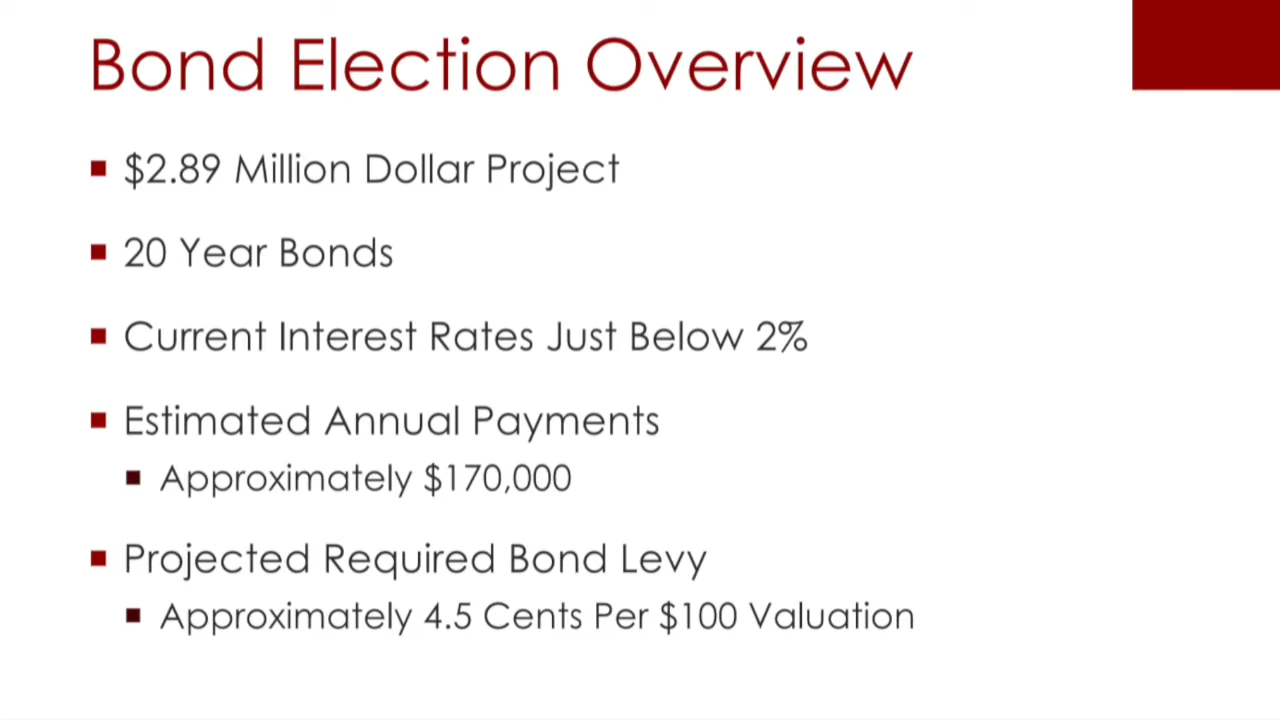 Bond Election Overview
$2.89 Million Dollar Project
20 Year Bonds
Current Interest Rates Just Below 2%
Estimated Annual Payments
Approximately $170,000
Projected Required Bond Levy
Approximately 4.5 Cents Per $100 Valuation